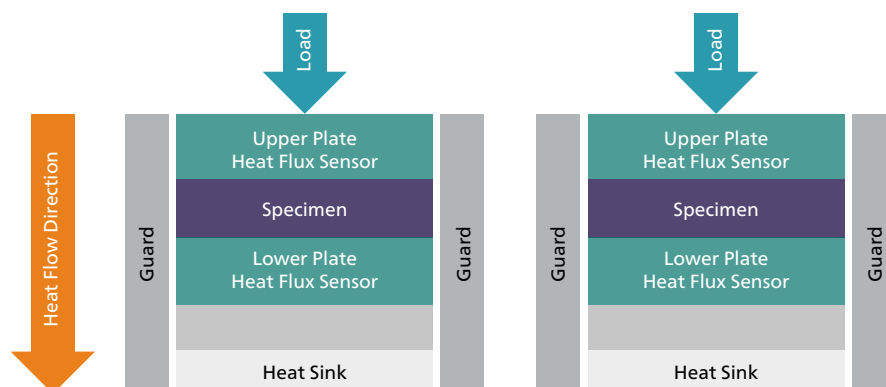 Load
Load
Heat Flow Direction
Guard
Upper Plate
Heat Flux Sensor
Specimen
Lower Plate
Heat Flux Sensor
Heat Sink
Guard
Guard
Upper Plate
Heat Flux Sensor
Specimen
Lower Plate
Heat Flux Sensor
Heat Sink
Guard